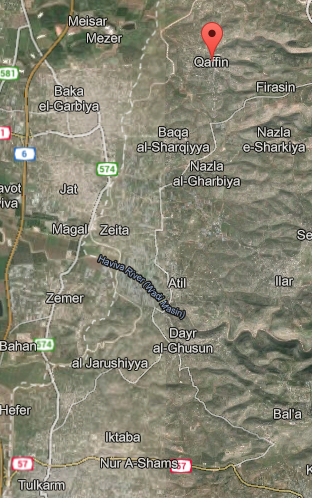 Meisar
Mezer
Qaffin
581
Firasin
Baka
el-Garbiya
Baqa
al-Sharqiyya
Nazla
e-Sharkiya
6
574
Nazla
al-Gharbiya
Jat
Magal
Zeita
Haviva River (Wadi Masin)
Atil
Ilar
Zemer
Dayr
al-Ghusun
574
al Jarushiyya
Hefer
Bal'a
Iktaba
57
Nur A-Shams
57
Tulkarm